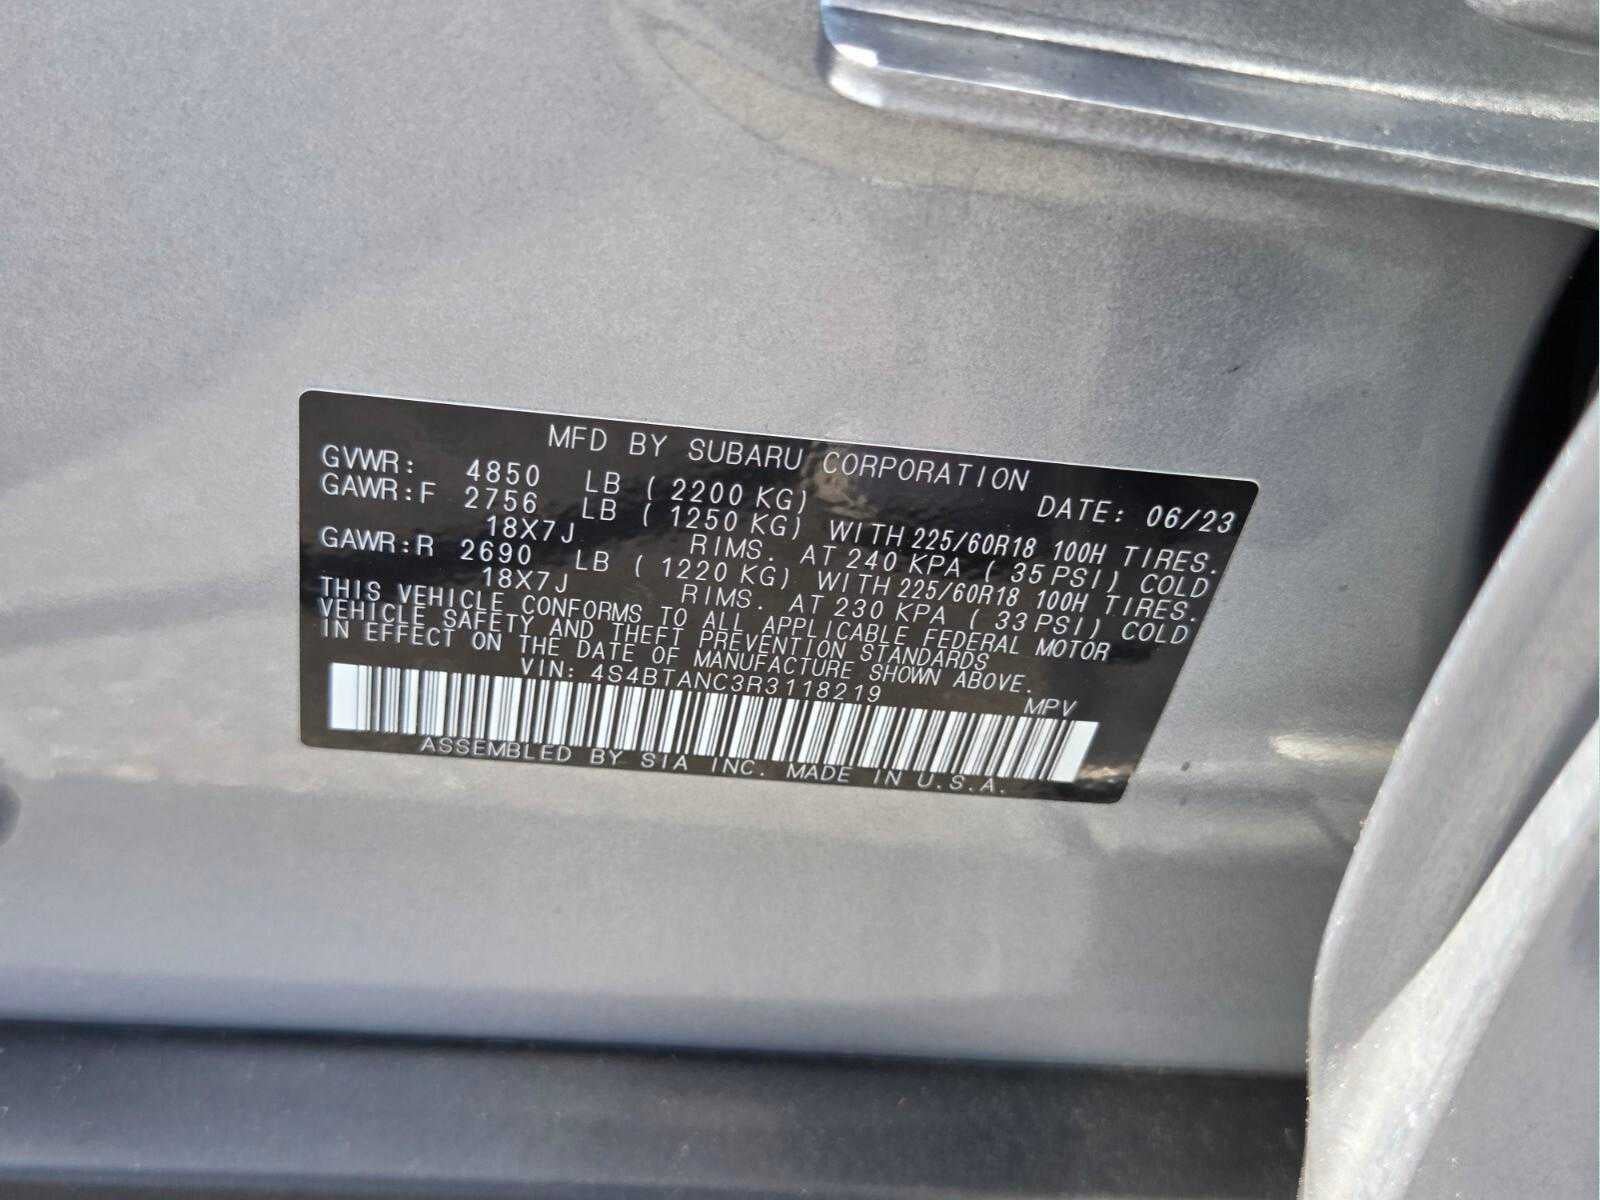 MFD BY SUBARU CORPORATION
GVWR: 4850 LB ( 2200 KG) DATE: 06/23
GAWR:F 2756 LB ( 1250 KG) WITH 225/60R18 100H TIRES.
18X7J RIMS. AT 240 KPA ( 35 PSI) COLD
GAWR:R 2690 LB ( 1220 KG) WITH 225/60R18 100H TIRES.
18X7J RIMS. AT 230 KPA ( 33 PSI) COLD
THIS VEHICLE CONFORMS TO ALL APPLICABLE FEDERAL MOTOR
VEHICLE SAFETY AND THEFT PREVENTION STANDARDS
IN EFFECT ON THE DATE OF MANUFACTURE SHOWN ABOVE.
VIN: 4S4BTANC3R3118219 MPV
ASSEMBLED BY SIA INC. MADE IN U.S.A.